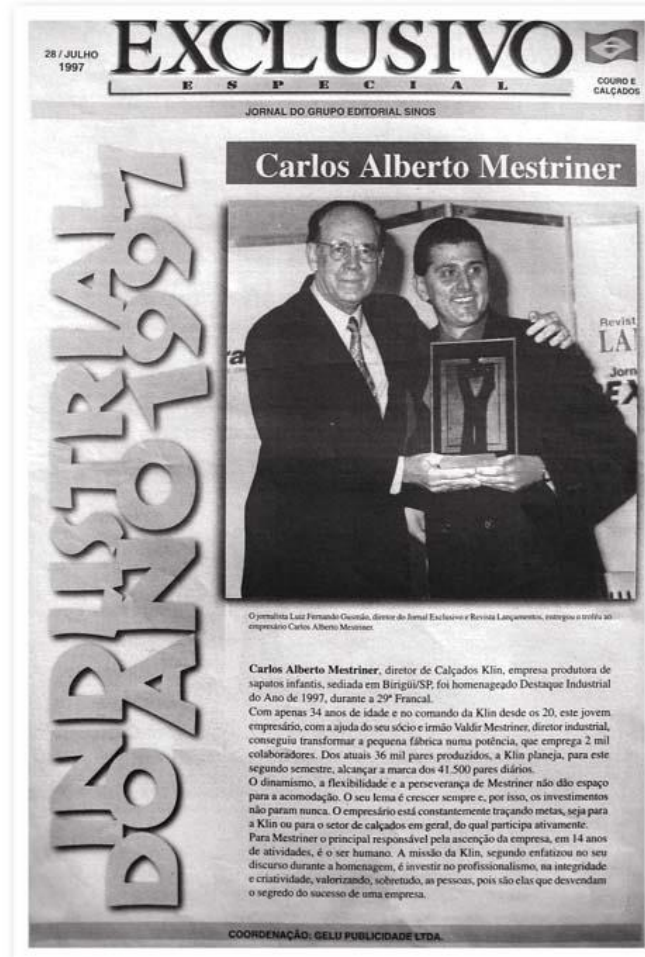 28 / JULHO
1997
EXCLUSIVO
ESPECIAL
COURO E
CALÇADOS
JORNAL DO GRUPO EDITORIAL SINOS
INDUSTRIAL
DO ANO 1997
Carlos Alberto Mestriner
Revist
LA
Jorn
EX
ra
O jornalista Luiz Fernando Gusmão, diretor do Jornal Exclusivo e Revista Lançamentos, entregou o troféu ao
empresário Carlos Alberto Mestriner.
Carlos Alberto Mestriner, diretor de Calçados Klin, empresa produtora de
sapatos infantis, sediada em Birigüi/SP, foi homenageado Destaque Industrial
do Ano de 1997, durante a 29ª Francal.
Com apenas 34 anos de idade e no comando da Klin desde os 20, este jovem
empresário, com a ajuda do seu sócio e irmão Valdir Mestriner, diretor industrial,
conseguiu transformar a pequena fábrica numa potência, que emprega 2 mil
colaboradores. Dos atuais 36 mil pares produzidos, a Klin planeja, para este
segundo semestre, alcançar a marca dos 41.500 pares diários.
O dinamismo, a flexibilidade e a perseverança de Mestriner não dão espaço
para a acomodação. O seu lema é crescer sempre e, por isso, os investimentos
não param nunca. O empresário está constantemente traçando metas, seja para
a Klin ou para o setor de calçados em geral, do qual participa ativamente.
Para Mestriner o principal responsável pela ascenção da empresa, em 14 anos
de atividades, é o ser humano. A missão da Klin, segundo enfatizou no seu
discurso durante a homenagem, é investir no profissionalismo, na integridade
e criatividade, valorizando, sobretudo, as pessoas, pois são elas que desvendam
o segredo do sucesso de uma empresa.
COORDENAÇÃO: GELU PUBLICIDADE LTDA.